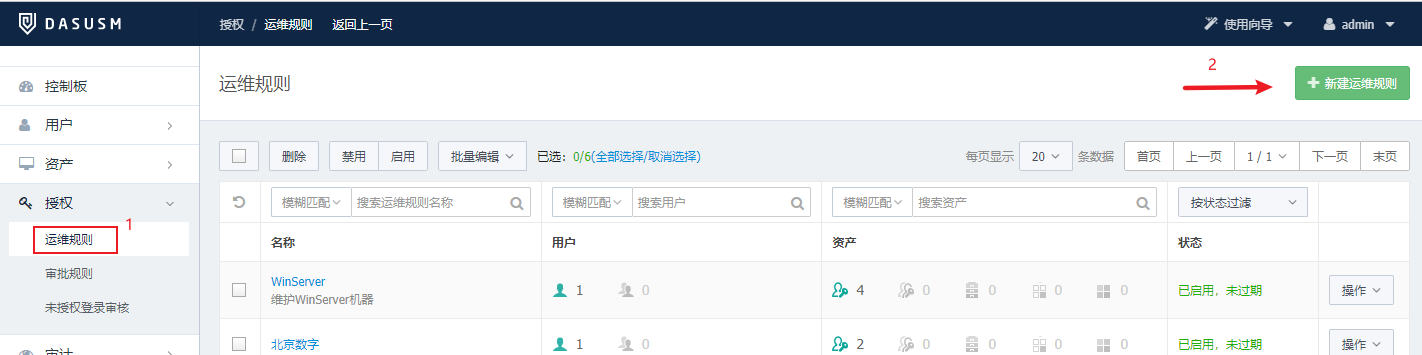 DASUSM 授权 / 运维规则 返回上一页 使用向导 admin
控制板
用户
资产
授权
运维规则 1
审批规则
未授权登录审核
审计
运维规则 2 新建运维规则
删除 禁用 启用 批量编辑 已选：0/6(全部选择/取消选择) 每页显示 20 条数据 首页 上一页 1 / 1 下一页 末页
模糊匹配 搜索运维规则名称 模糊匹配 搜索用户 模糊匹配 搜索资产 按状态过滤
名称 用户 资产 状态
WinServer 1 0 4 0 0 0 0 已启用，未过期 操作
维护WinServer机器
北京数字 1 0 2 0 0 0 0 已启用，未过期 操作